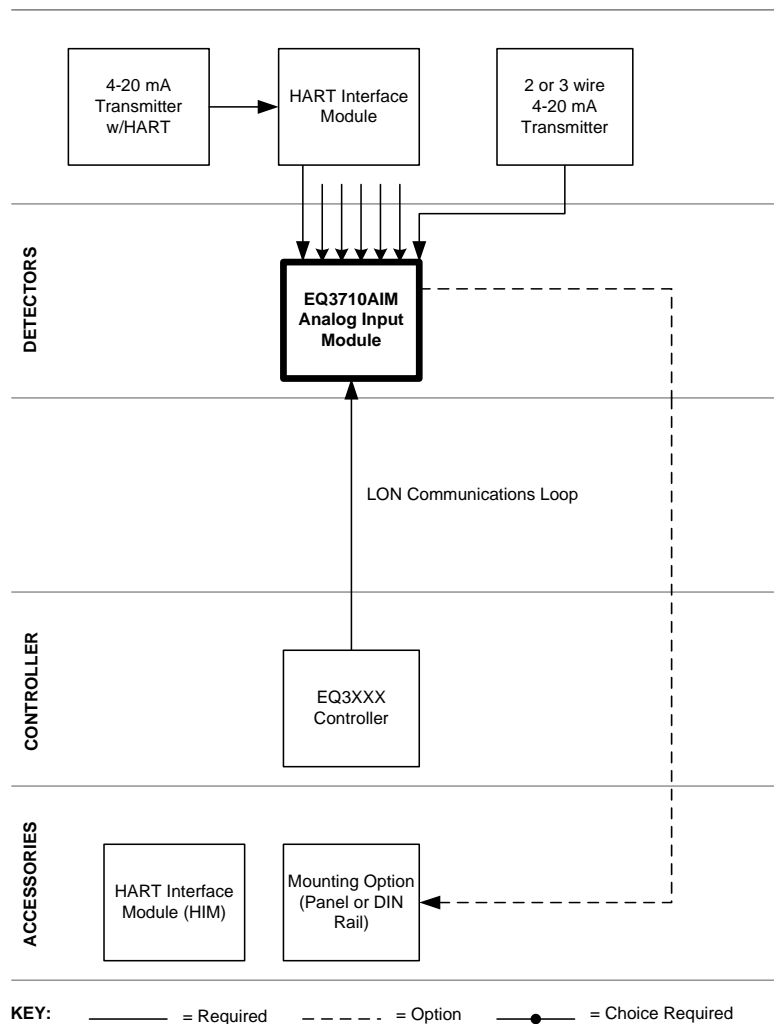 4-20 mA
Transmitter
w/HART
HART Interface
Module
2 or 3 wire
4-20 mA
Transmitter
DETECTORS
EQ3710AIM
Analog Input
Module
LON Communications Loop
CONTROLLER
EQ3XXX
Controller
ACCESSORIES
HART Interface
Module (HIM)
Mounting Option
(Panel or DIN
Rail)
KEY: = Required = Option = Choice Required